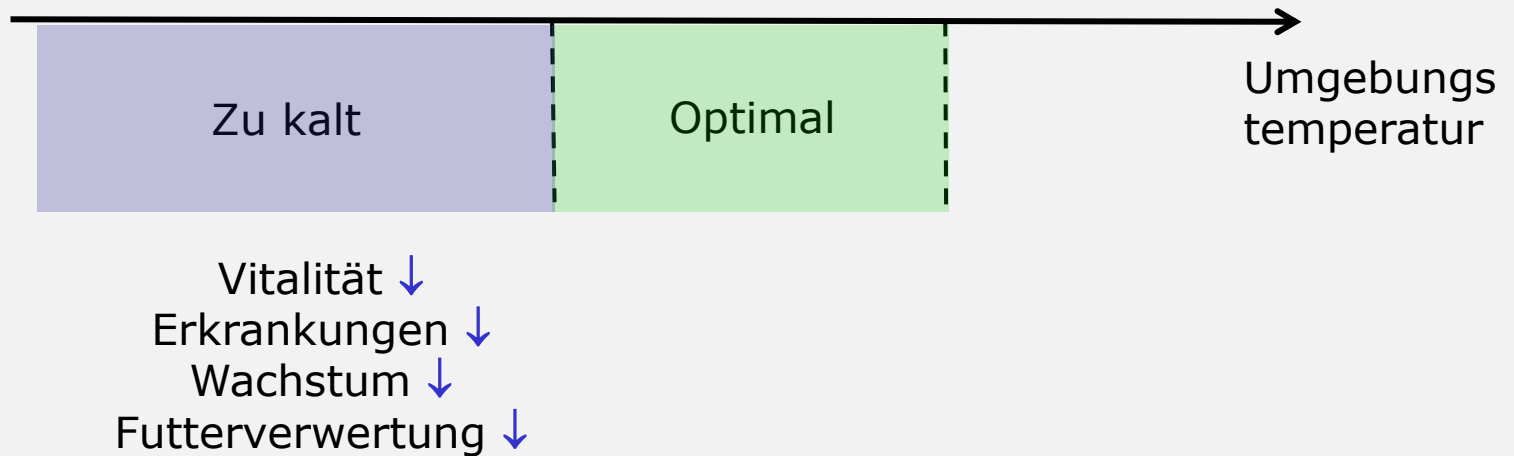 Zu kalt
Optimal
Umgebungs
temperatur
Vitalität ↓
Erkrankungen ↓
Wachstum ↓
Futterverwertung ↓